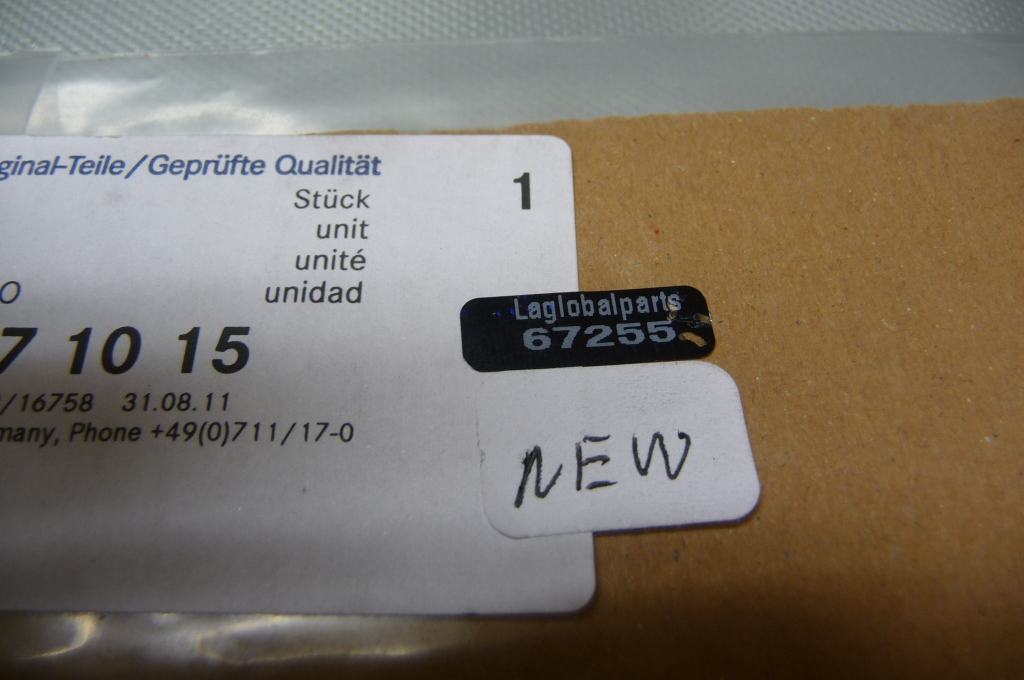 ginal-Teile/Geprüfte Qualität
Stück 1
unit
unité
O unidad
7 10 15
/16758 31.08.11
many, Phone +49(0)711/17-0
Laglobalparts
67255
NEW